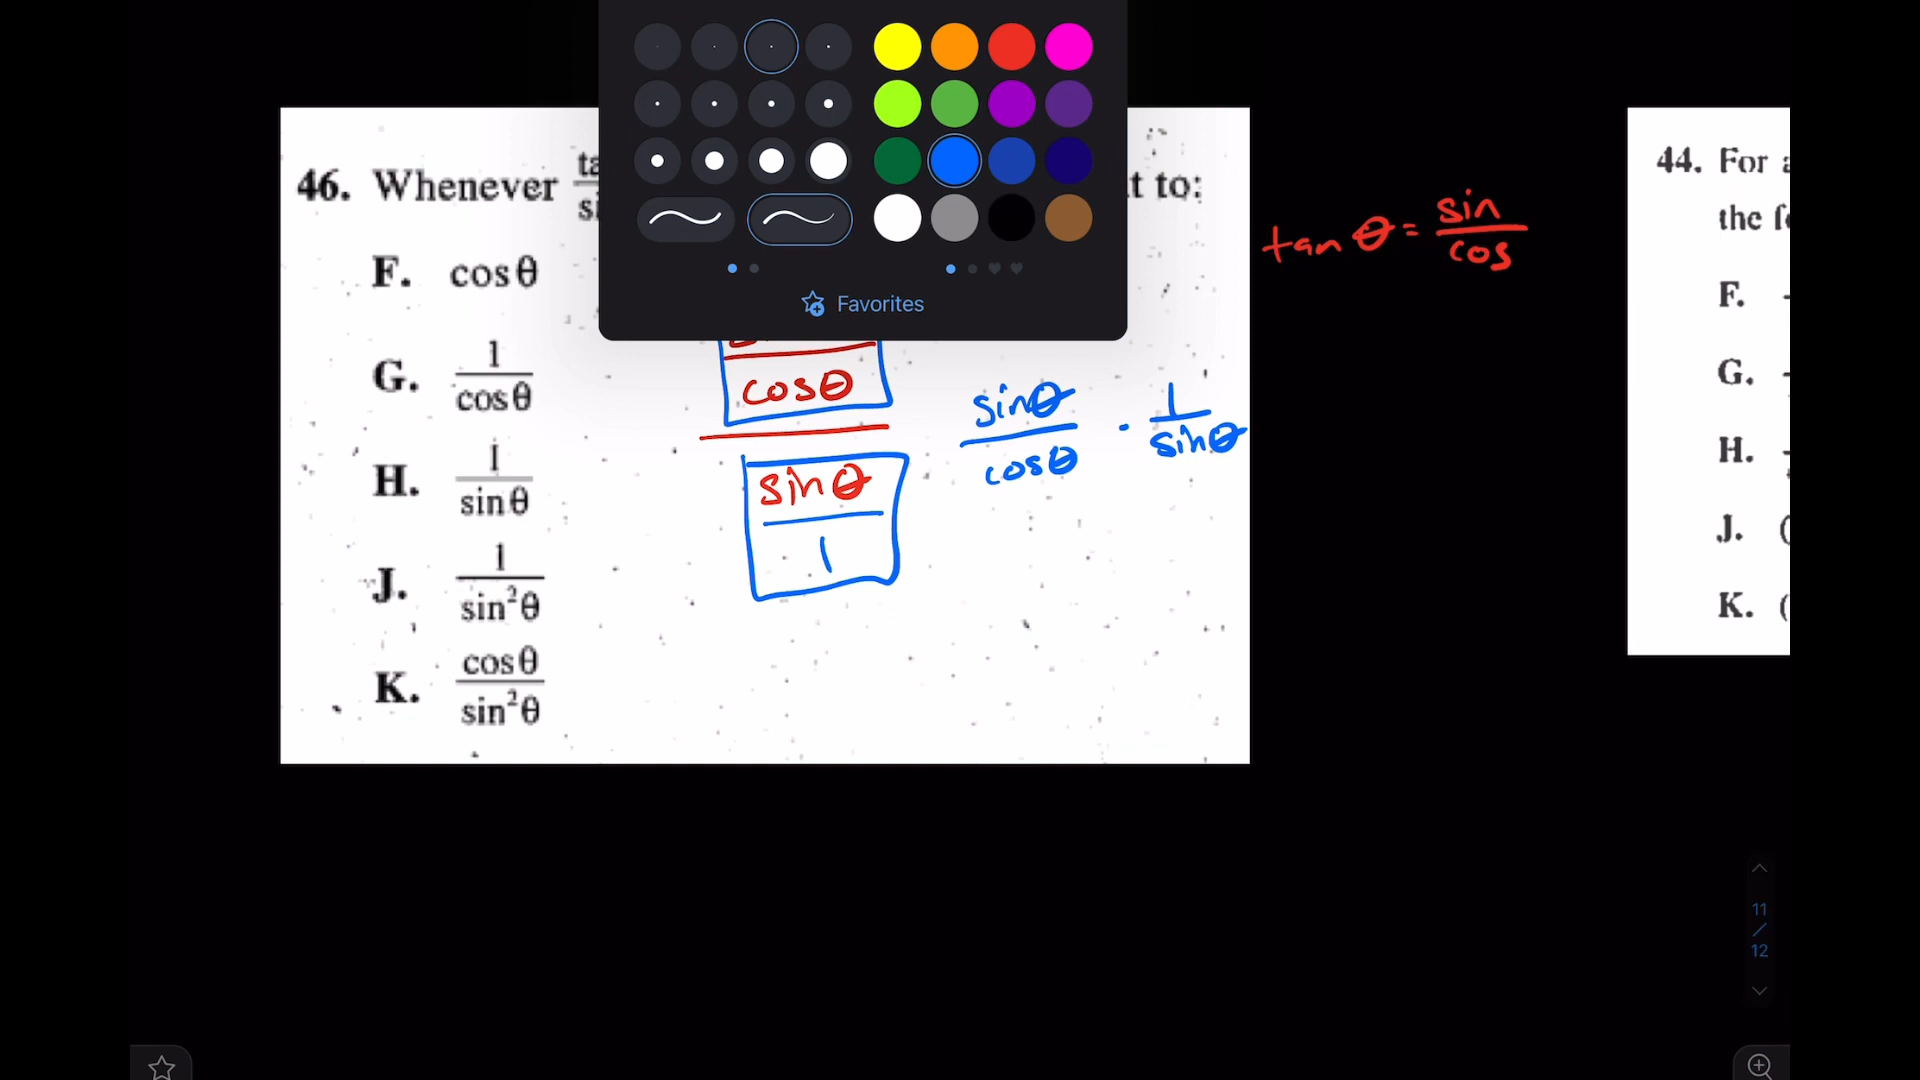 46. Whenever
t to:
F. cosθ
G. 1/cosθ
H. 1/sinθ
J. 1/sin²θ
K. cosθ/sin²θ
cosθ
sinθ
1
sinθ/cosθ · 1/sinθ
tan θ = sin/cos
Favorites
44. For
the
F.
G.
H.
J. (
K. (
11
/
12